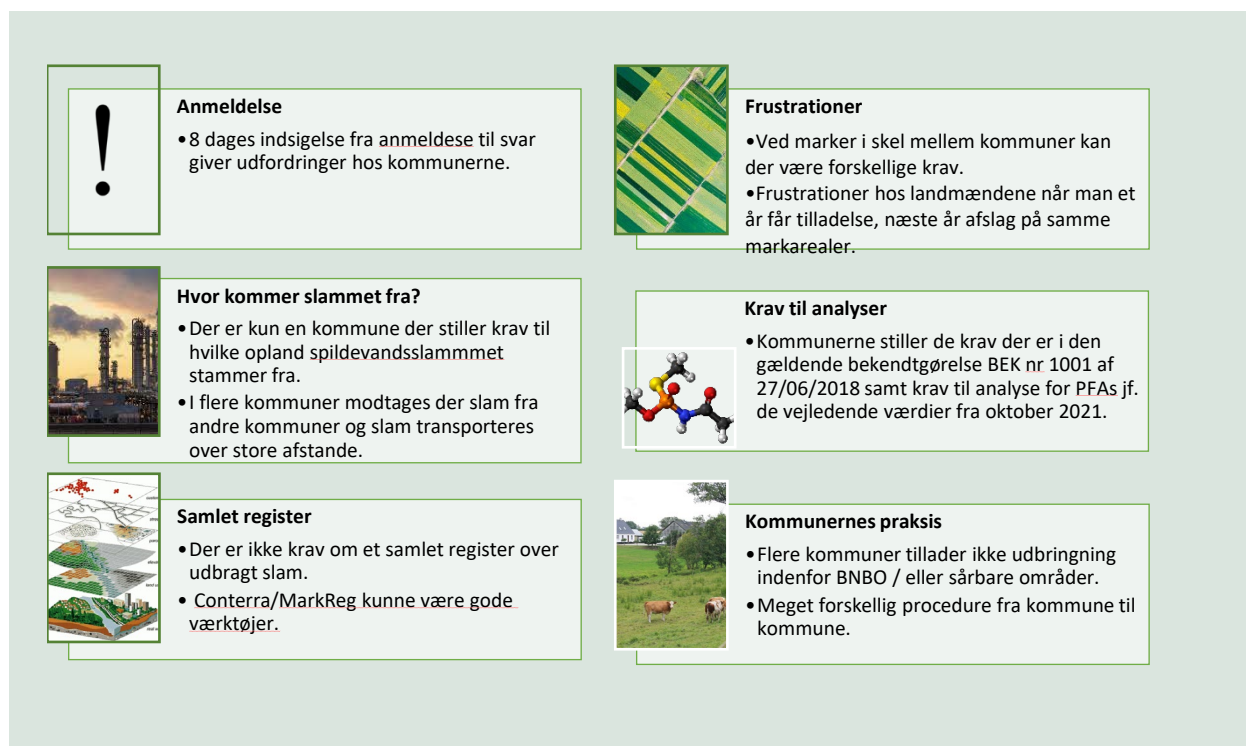 Anmeldelse
•8 dages indsigelse fra anmeldese til svar
giver udfordringer hos kommunerne.
Hvor kommer slammet fra?
•Der er kun en kommune der stiller krav til
hvilke opland spildevandsslammmet
stammer fra.
•I flere kommuner modtages der slam fra
andre kommuner og slam transporteres
over store afstande.
Samlet register
•Der er ikke krav om et samlet register over
udbragt slam.
• Conterra/MarkReg kunne være gode
værktøjer.
Frustrationer
•Ved marker i skel mellem kommuner kan
der være forskellige krav.
•Frustrationer hos landmændene når man et
år får tilladelse, næste år afslag på samme
markarealer.
Krav til analyser
•Kommunerne stiller de krav der er i den
gældende bekendtgørelse BEK nr 1001 af
27/06/2018 samt krav til analyse for PFAs jf.
de vejledende værdier fra oktober 2021.
Kommunernes praksis
•Flere kommuner tillader ikke udbringning
indenfor BNBO / eller sårbare områder.
•Meget forskellig procedure fra kommune til
kommune.